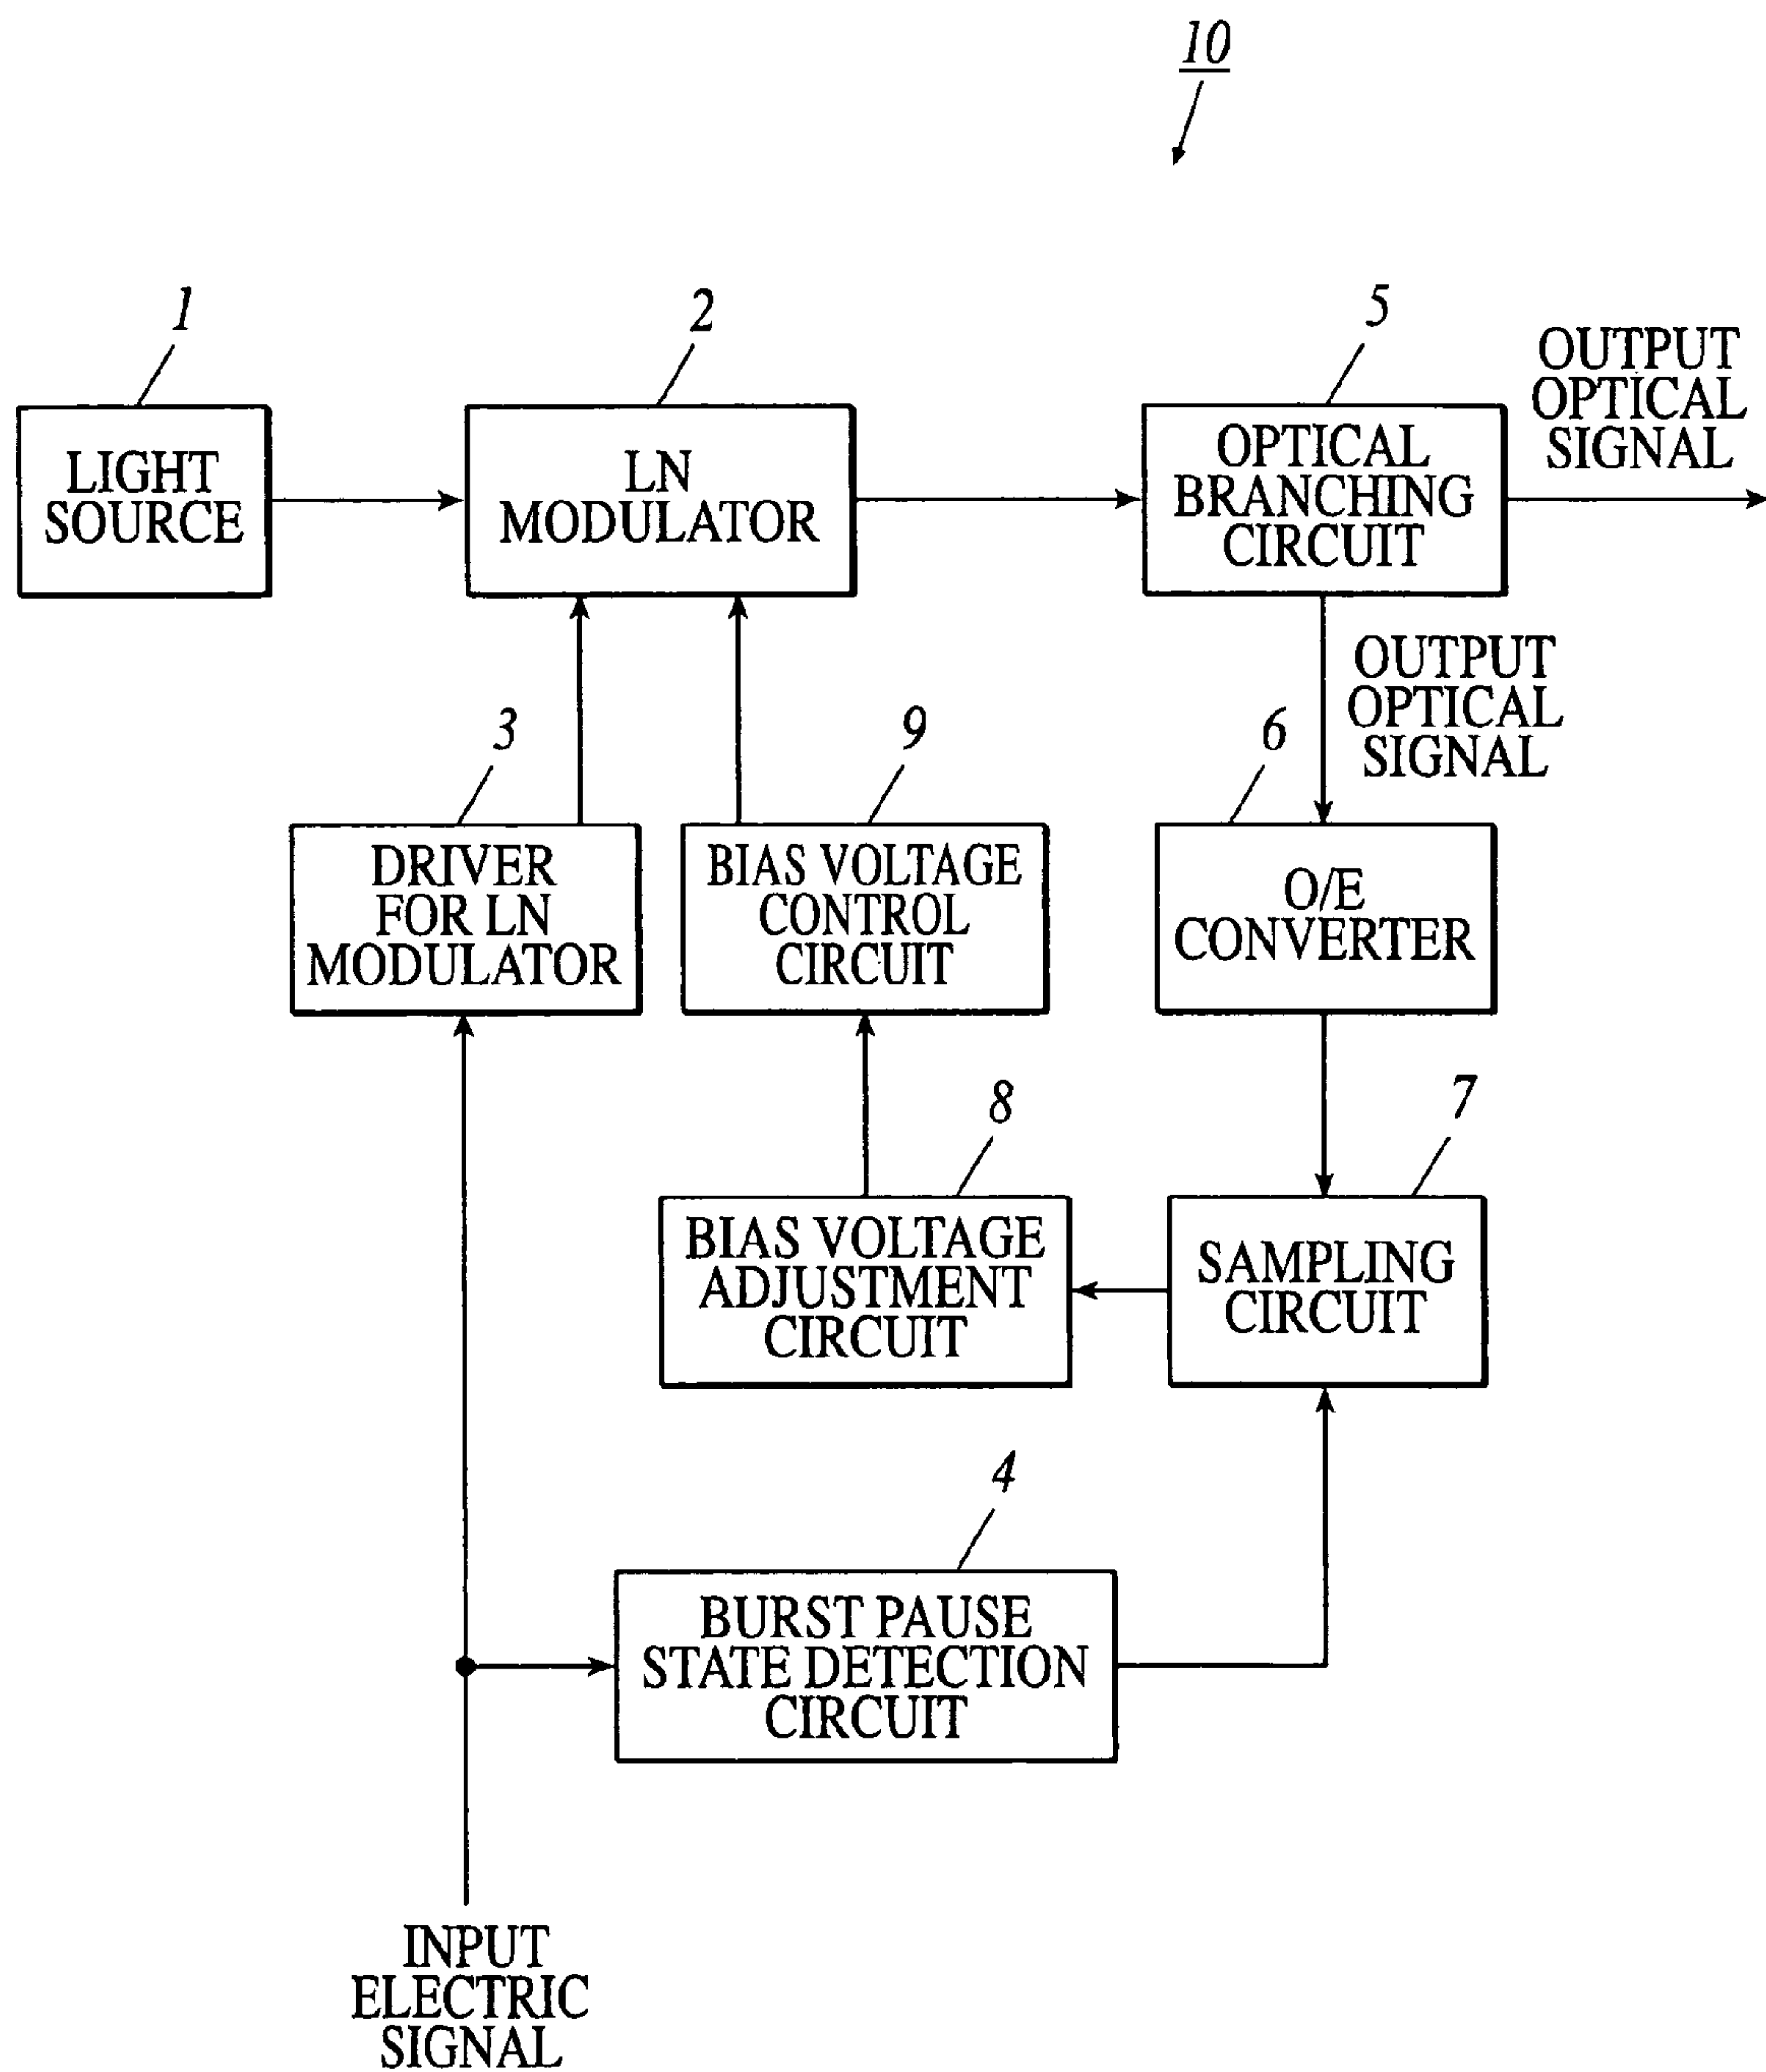 10
1
LIGHT
SOURCE
2
LN
MODULATOR
5
OPTICAL
BRANCHING
CIRCUIT
OUTPUT
OPTICAL
SIGNAL
OUTPUT
OPTICAL
SIGNAL
3
DRIVER
FOR LN
MODULATOR
9
BIAS VOLTAGE
CONTROL
CIRCUIT
6
O/E
CONVERTER
8
BIAS VOLTAGE
ADJUSTMENT
CIRCUIT
7
SAMPLING
CIRCUIT
4
BURST PAUSE
STATE DETECTION
CIRCUIT
INPUT
ELECTRIC
SIGNAL